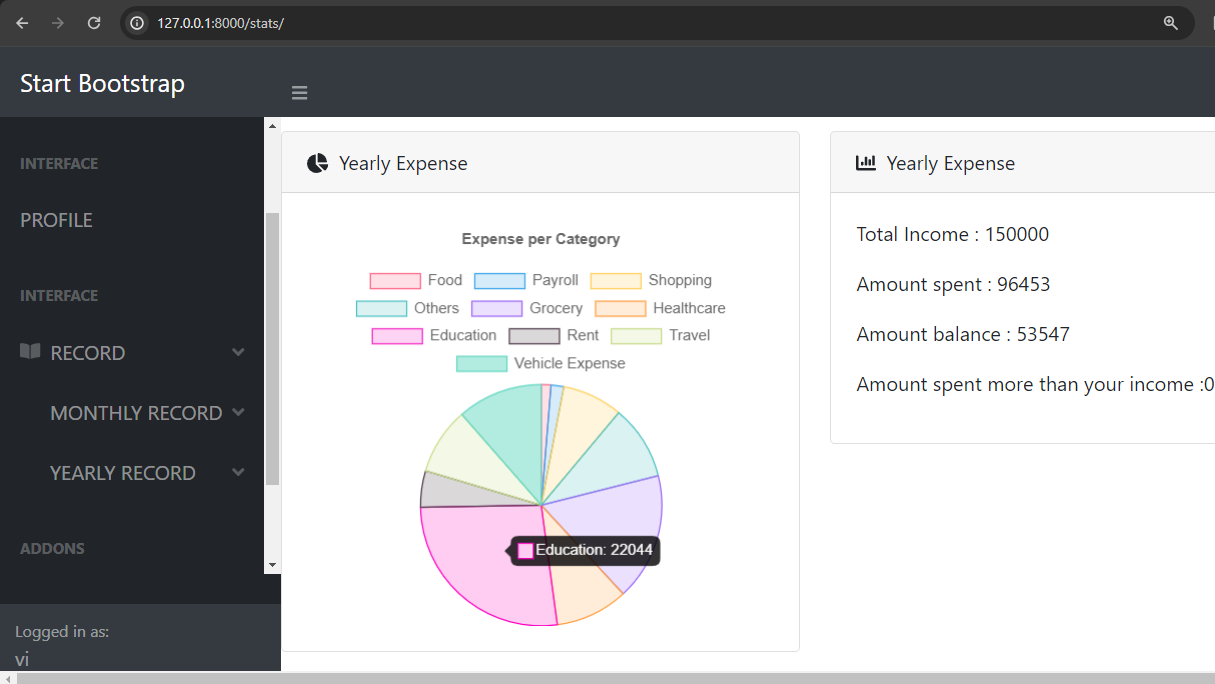 127.0.0.1:8000/stats/
Start Bootstrap
INTERFACE
PROFILE
INTERFACE
RECORD
MONTHLY RECORD
YEARLY RECORD
ADDONS
Logged in as:
vi
Yearly Expense
Expense per Category
Food Payroll Shopping
Others Grocery Healthcare
Education Rent Travel
Vehicle Expense
Education: 22044
Yearly Expense
Total Income : 150000
Amount spent : 96453
Amount balance : 53547
Amount spent more than your income :0